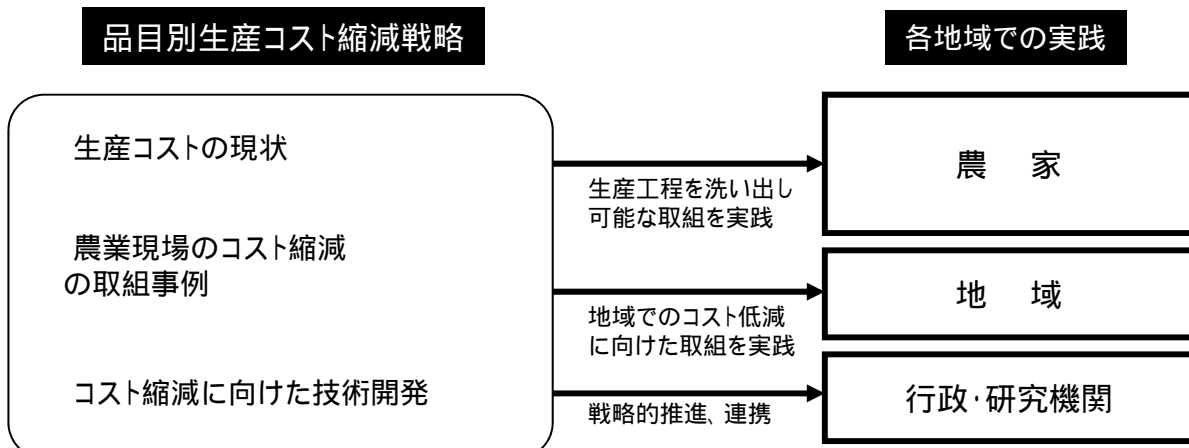 品目別生産コスト縮減戦略
各地域での実践
生産コストの現状
農業現場のコスト縮減
の取組事例
コスト縮減に向けた技術開発
生産工程を洗い出し
可能な取組を実践
地域でのコスト低減
に向けた取組を実践
戦略的推進、連携
農　家
地　域
行政・研究機関